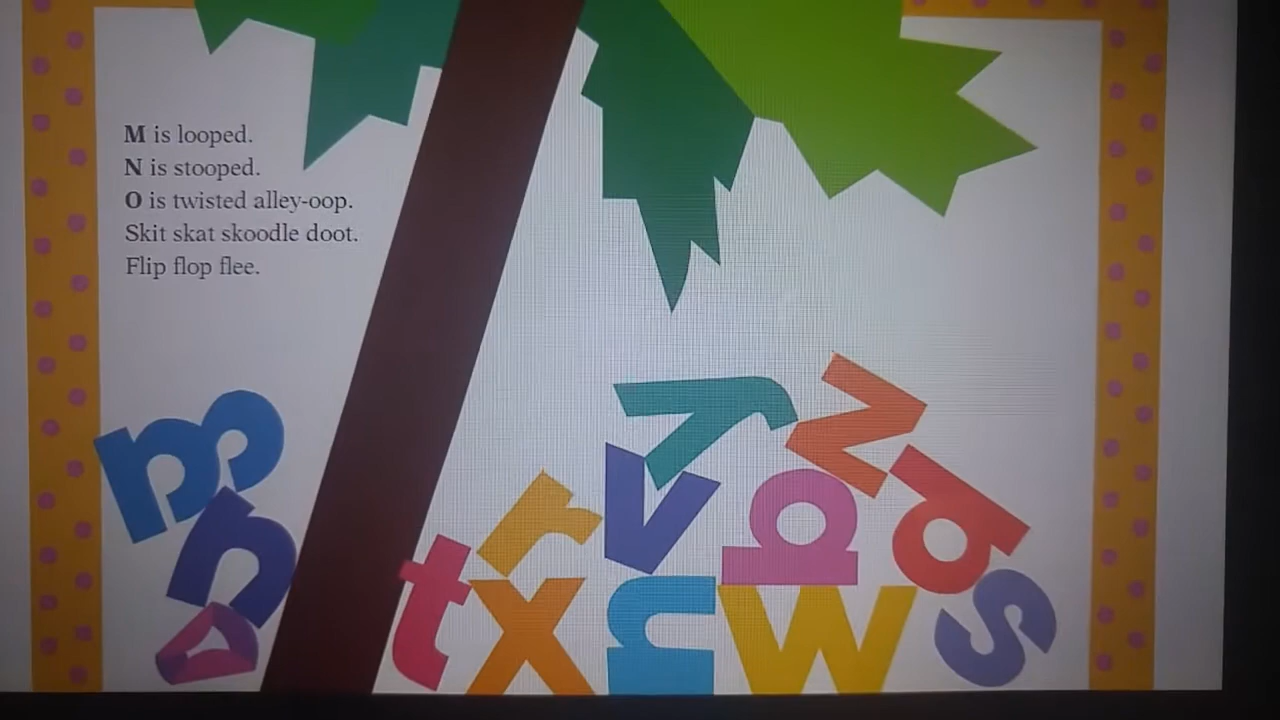 M is looped.
N is stooped.
O is twisted alley-oop.
Skit skat skoodle doot.
Flip flop flee.
m
n
o
t
r
x
y
v
u
z
q
w
p
s